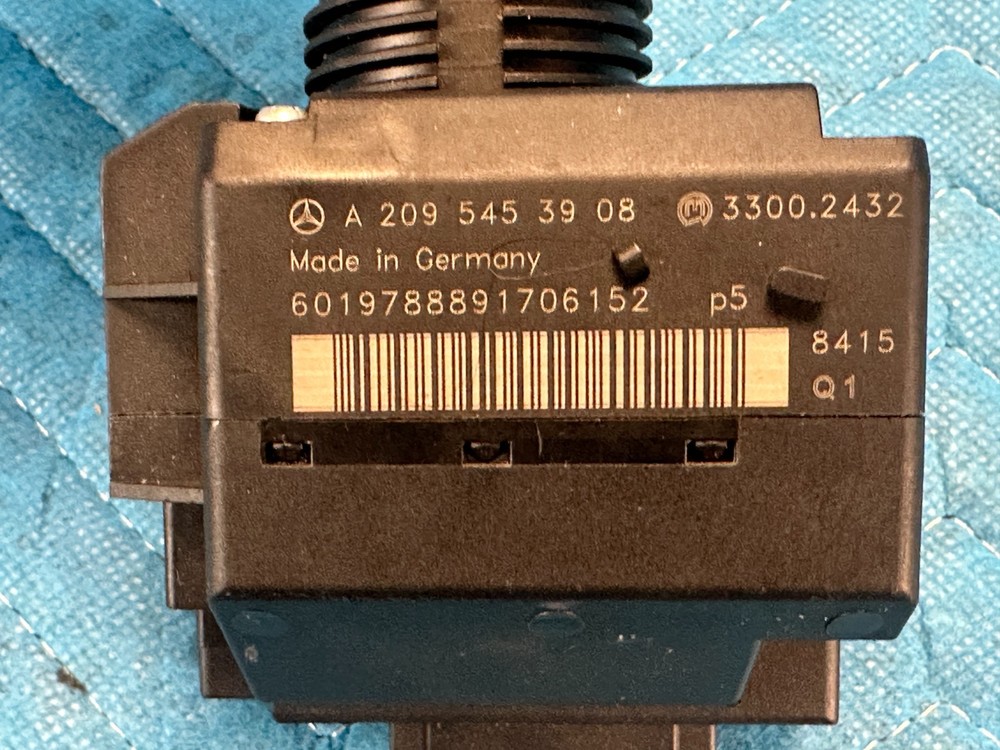 A 209 545 39 08 M 3300.2432
Made in Germany
6019788891706152 p5
8415
Q1